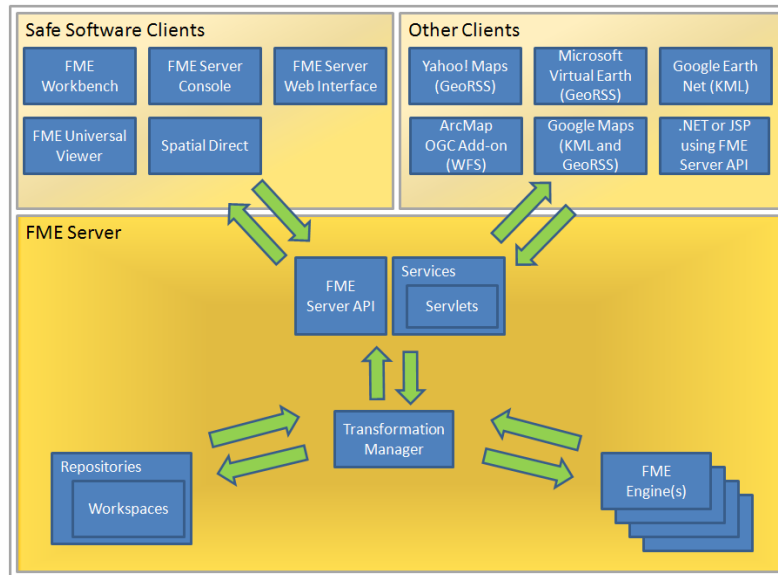 Safe Software Clients
FME
Workbench
FME Server
Console
FME Server
Web Interface
FME Universal
Viewer
Spatial Direct
Other Clients
Yahoo! Maps
(GeoRSS)
Microsoft
Virtual Earth
(GeoRSS)
Google Earth
Net (KML)
ArcMap
OGC Add-on
(WFS)
Google Maps
(KML and
GeoRSS)
.NET or JSP
using FME
Server API
FME Server
FME
Server API
Services
Servlets
Transformation
Manager
Repositories
Workspaces
FME
Engine(s)